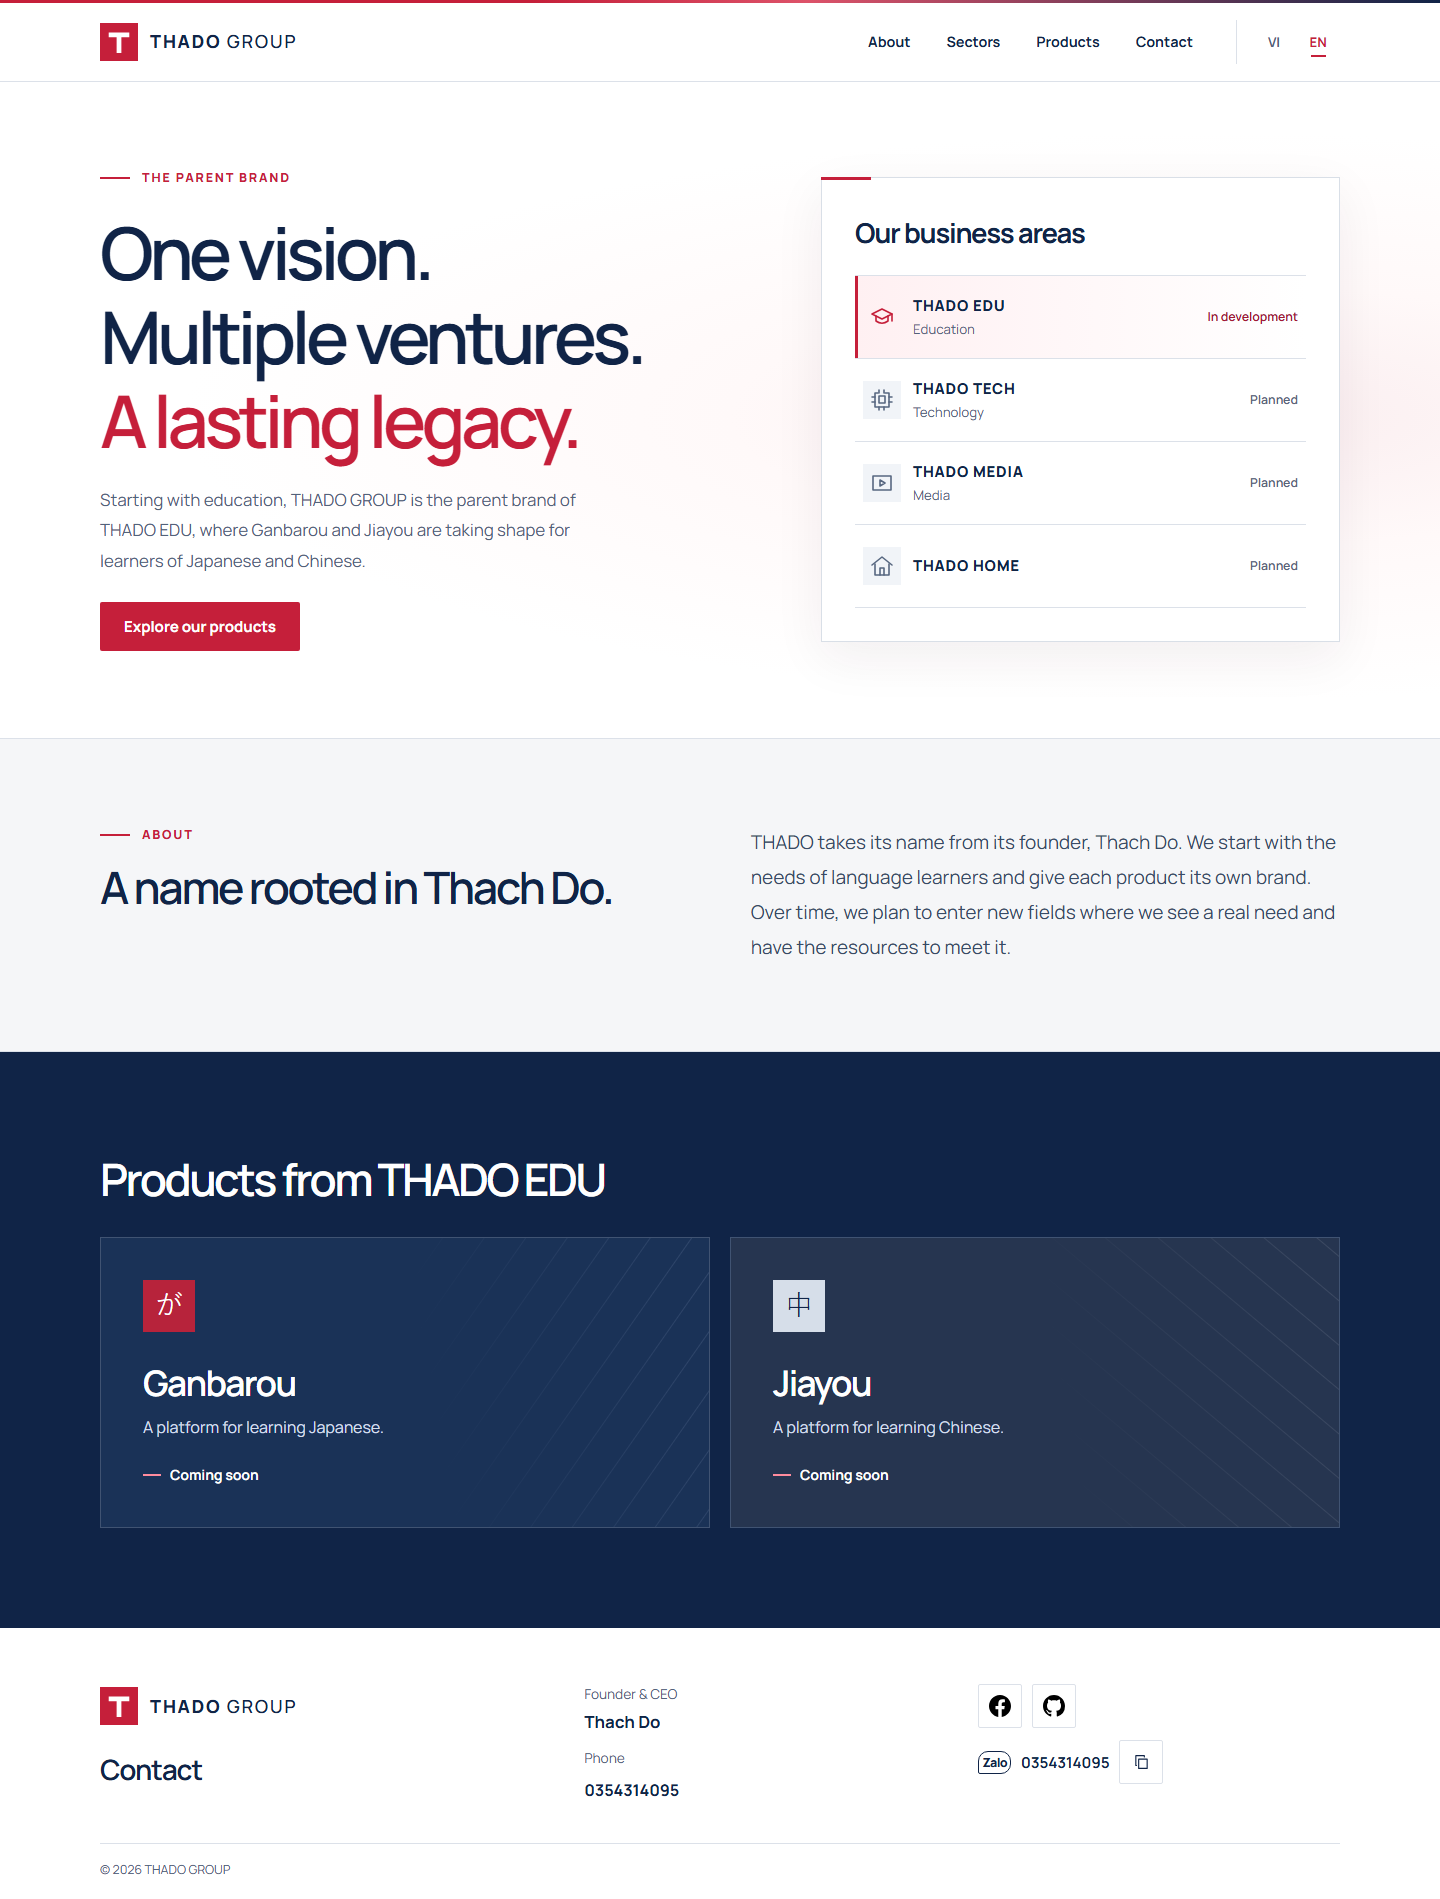 THADO GROUP
About
Sectors
Products
Contact
VI
EN
THE PARENT BRAND
One vision.
Multiple ventures.
A lasting legacy.
Starting with education, THADO GROUP is the parent brand of
THADO EDU, where Ganbarou and Jiayou are taking shape for
learners of Japanese and Chinese.
Explore our products
Our business areas
THADO EDU
Education
In development
THADO TECH
Technology
Planned
THADO MEDIA
Media
Planned
THADO HOME
Planned
ABOUT
A name rooted in Thach Do.
THADO takes its name from its founder, Thach Do. We start with the
needs of language learners and give each product its own brand.
Over time, we plan to enter new fields where we see a real need and
have the resources to meet it.
Products from THADO EDU
が
Ganbarou
A platform for learning Japanese.
Coming soon
中
Jiayou
A platform for learning Chinese.
Coming soon
THADO GROUP
Contact
Founder & CEO
Thach Do
Phone
0354314095
Zalo 0354314095
© 2026 THADO GROUP